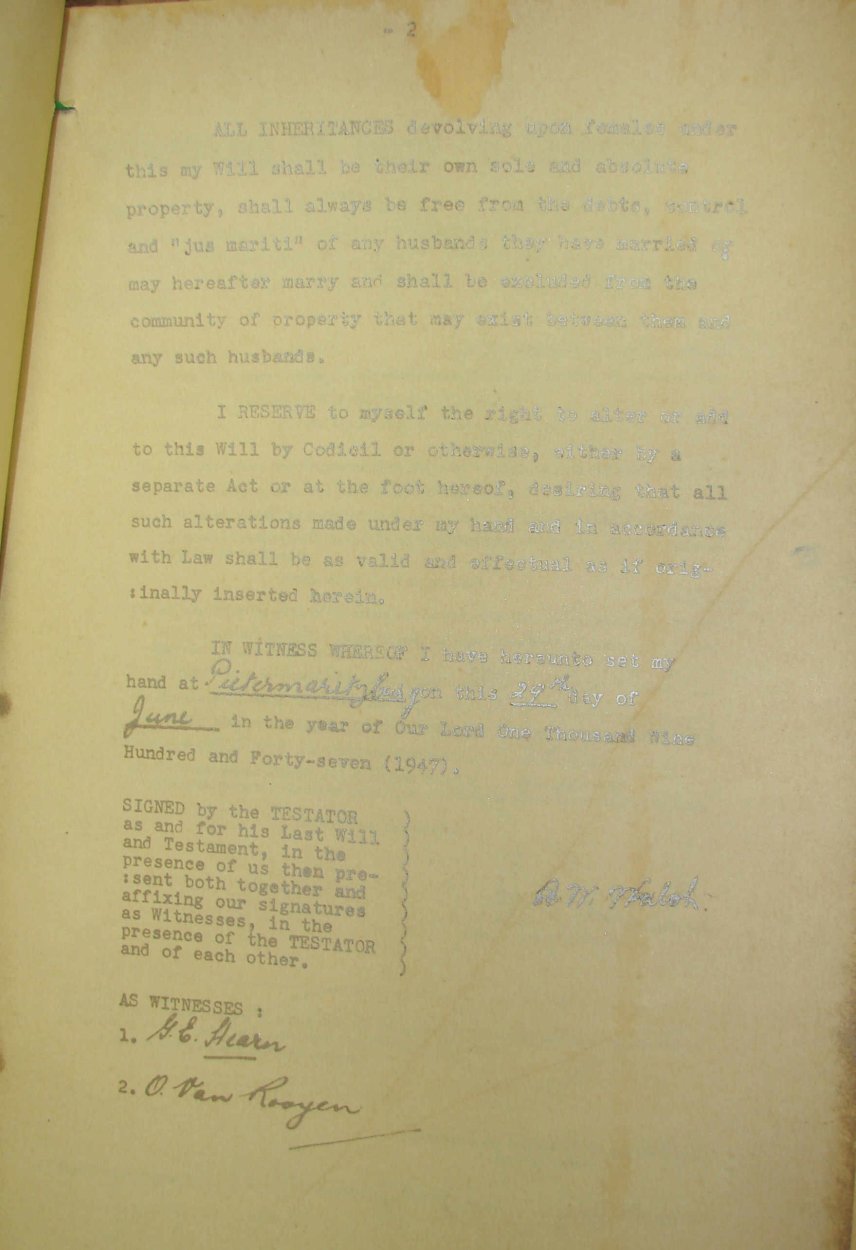 - 2
ALL INHERITANCES devolving upon females under
this my Will shall be their own sole and absolute
property, shall always be free from the debts, control
and "jus mariti" of any husbands they have married or
may hereafter marry and shall be excluded from the
community of property that may exist between them and
any such husbands.
I RESERVE to myself the right to alter or add
to this Will by Codicil or otherwise, either by a
separate Act or at the foot hereof, desiring that all
such alterations made under my hand and in accordance
with Law shall be as valid and effectual as if orig-
:inally inserted herein.
IN WITNESS WHEREOF I have hereunto set my
hand at Pietermaritzburg on this 29th day of
June in the year of Our Lord One Thousand Nine
Hundred and Forty-seven (1947).
SIGNED by the TESTATOR )
as and for his Last Will )
and Testament, in the )
presence of us then pre- )
:sent both together and )
affixing our signatures )
as Witnesses, in the )
presence of the TESTATOR )
and of each other. )
A. W. Walsh.
AS WITNESSES :
1. G. E. Hearn
2. O. Van Rooyen